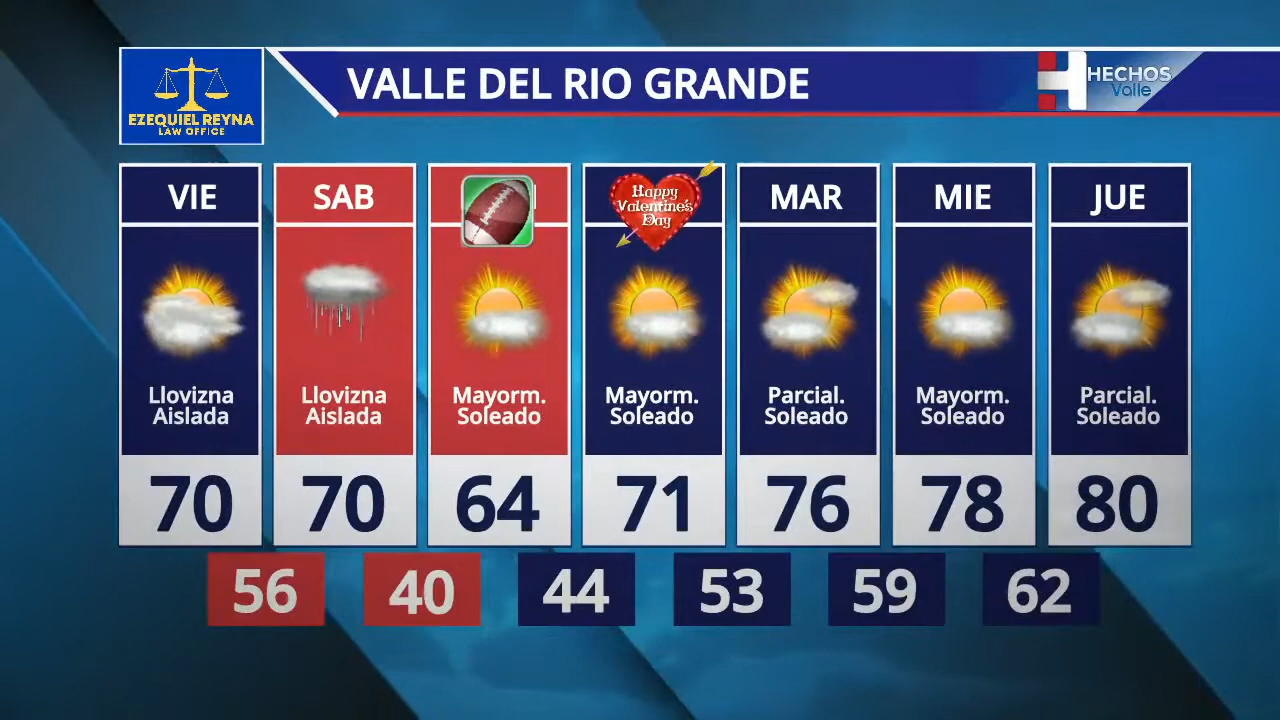 EZEQUIEL REYNA
LAW OFFICE
VALLE DEL RIO GRANDE
HECHOS
Valle
VIE
SAB
Happy
Valentine's
Day
MAR
MIE
JUE
Llovizna
Aislada
Llovizna
Aislada
Mayorm.
Soleado
Mayorm.
Soleado
Parcial.
Soleado
Mayorm.
Soleado
Parcial.
Soleado
70
70
64
71
76
78
80
56
40
44
53
59
62